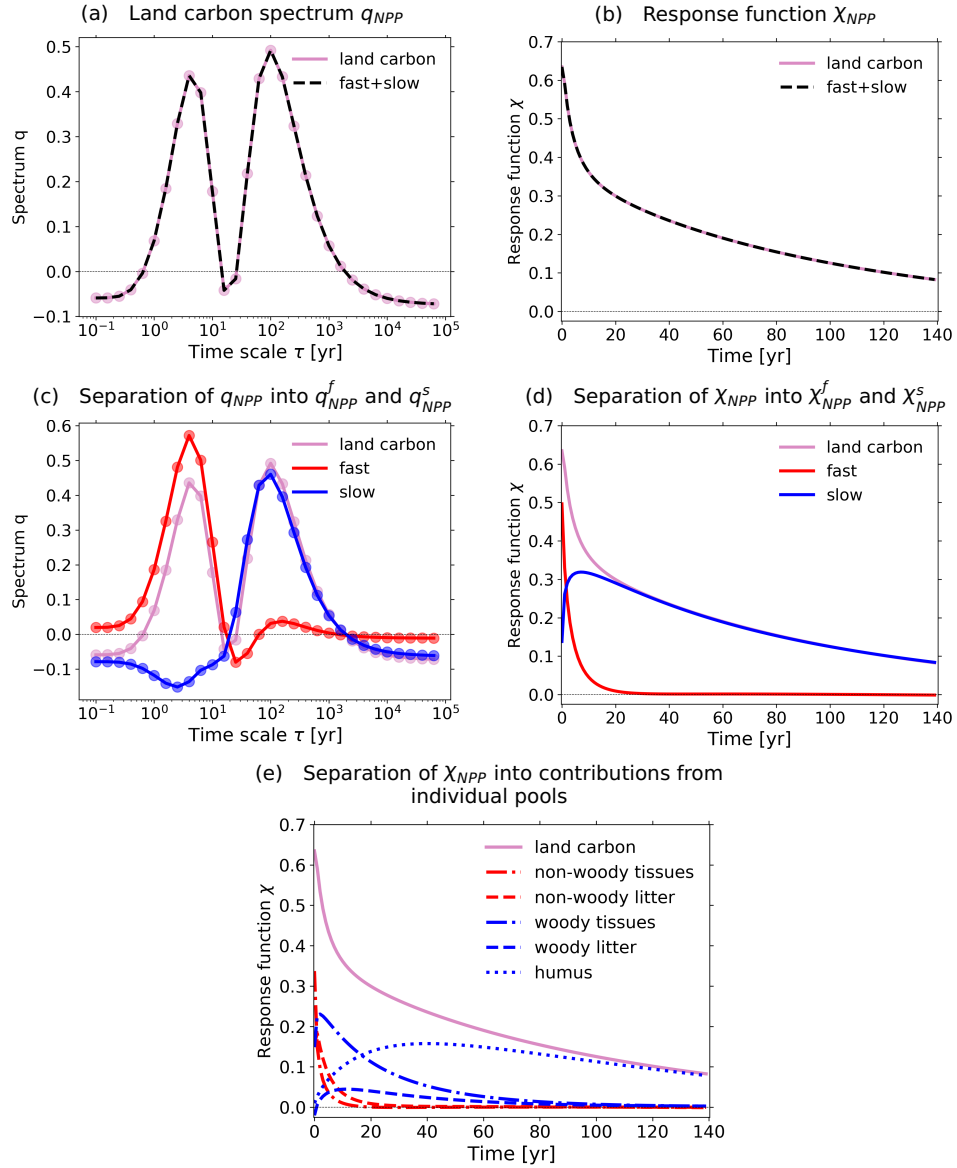 (a) Land carbon spectrum q_NPP
0.5
0.4
0.3
0.2
0.1
0.0
−0.1
Spectrum q
land carbon
fast+slow
10^−1 10^0 10^1 10^2 10^3 10^4 10^5
Time scale τ [yr]
(b) Response function χ_NPP
0.7
0.6
0.5
0.4
0.3
0.2
0.1
0.0
Response function χ
land carbon
fast+slow
0 20 40 60 80 100 120 140
Time [yr]
(c) Separation of q_NPP into q^f_NPP and q^s_NPP
0.6
0.5
0.4
0.3
0.2
0.1
0.0
−0.1
Spectrum q
land carbon
fast
slow
10^−1 10^0 10^1 10^2 10^3 10^4 10^5
Time scale τ [yr]
(d) Separation of χ_NPP into χ^f_NPP and χ^s_NPP
0.7
0.6
0.5
0.4
0.3
0.2
0.1
0.0
Response function χ
land carbon
fast
slow
0 20 40 60 80 100 120 140
Time [yr]
(e) Separation of χ_NPP into contributions from
individual pools
0.7
0.6
0.5
0.4
0.3
0.2
0.1
0.0
Response function χ
land carbon
non-woody tissues
non-woody litter
woody tissues
woody litter
humus
0 20 40 60 80 100 120 140
Time [yr]